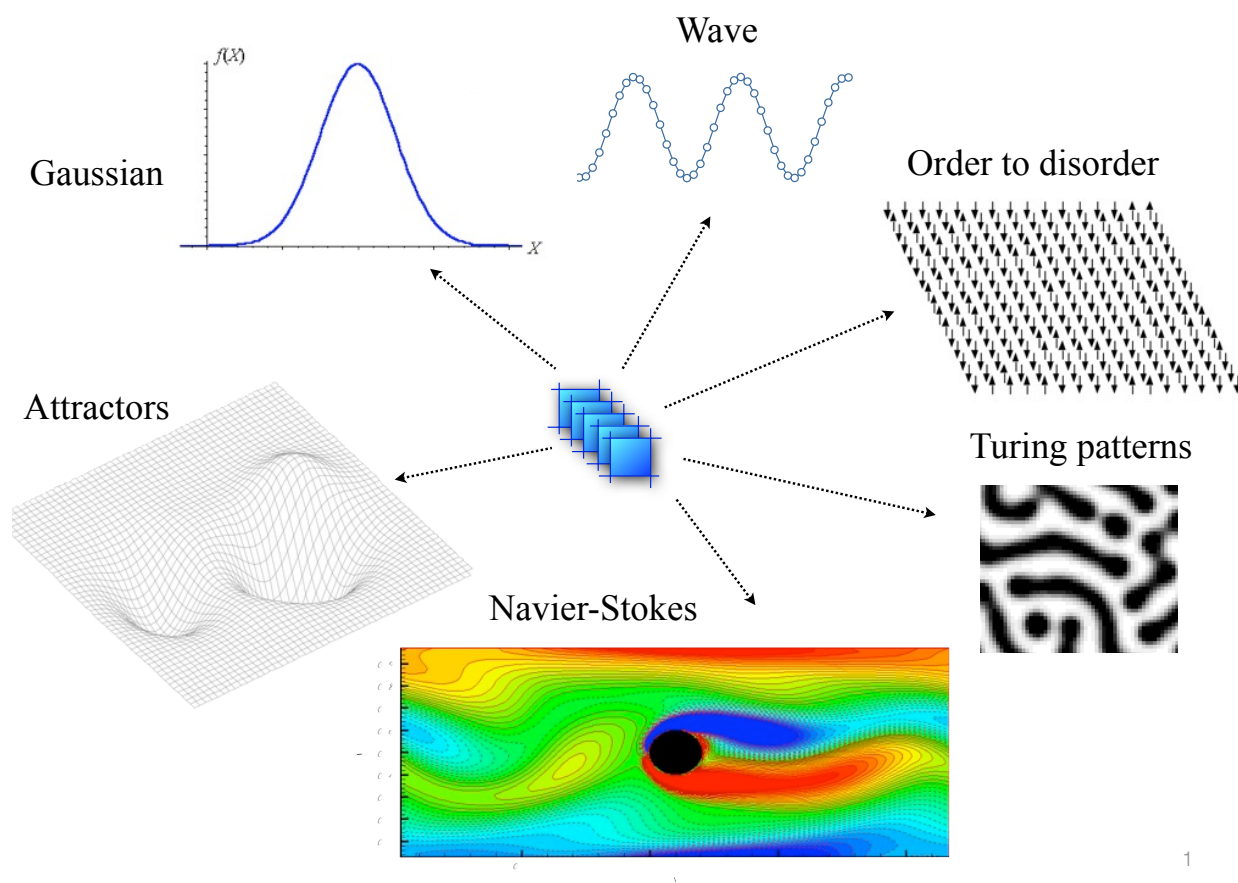 Wave
f(X)
Gaussian
X
Order to disorder
Attractors
Turing patterns
Navier-Stokes
1